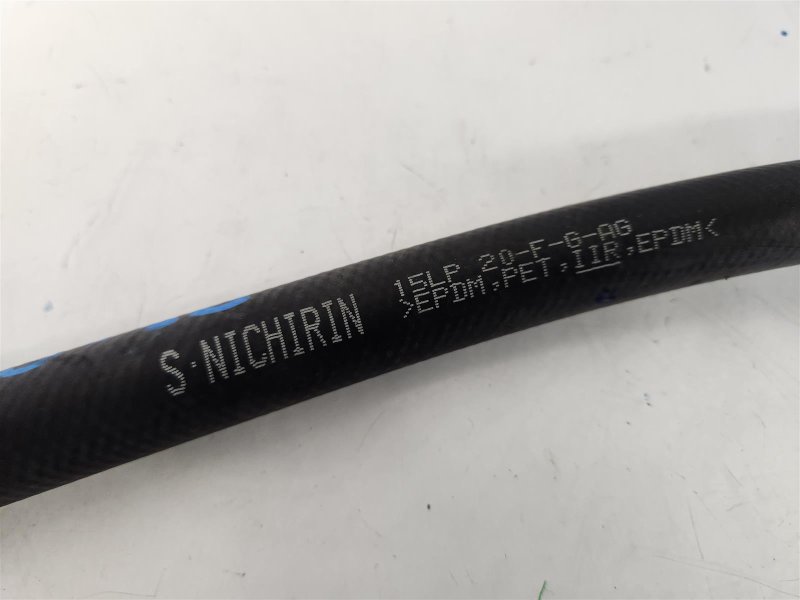 S·NICHIRIN
15LP 20-F-G-AG
>EPDM,PET,IIR,EPDM<